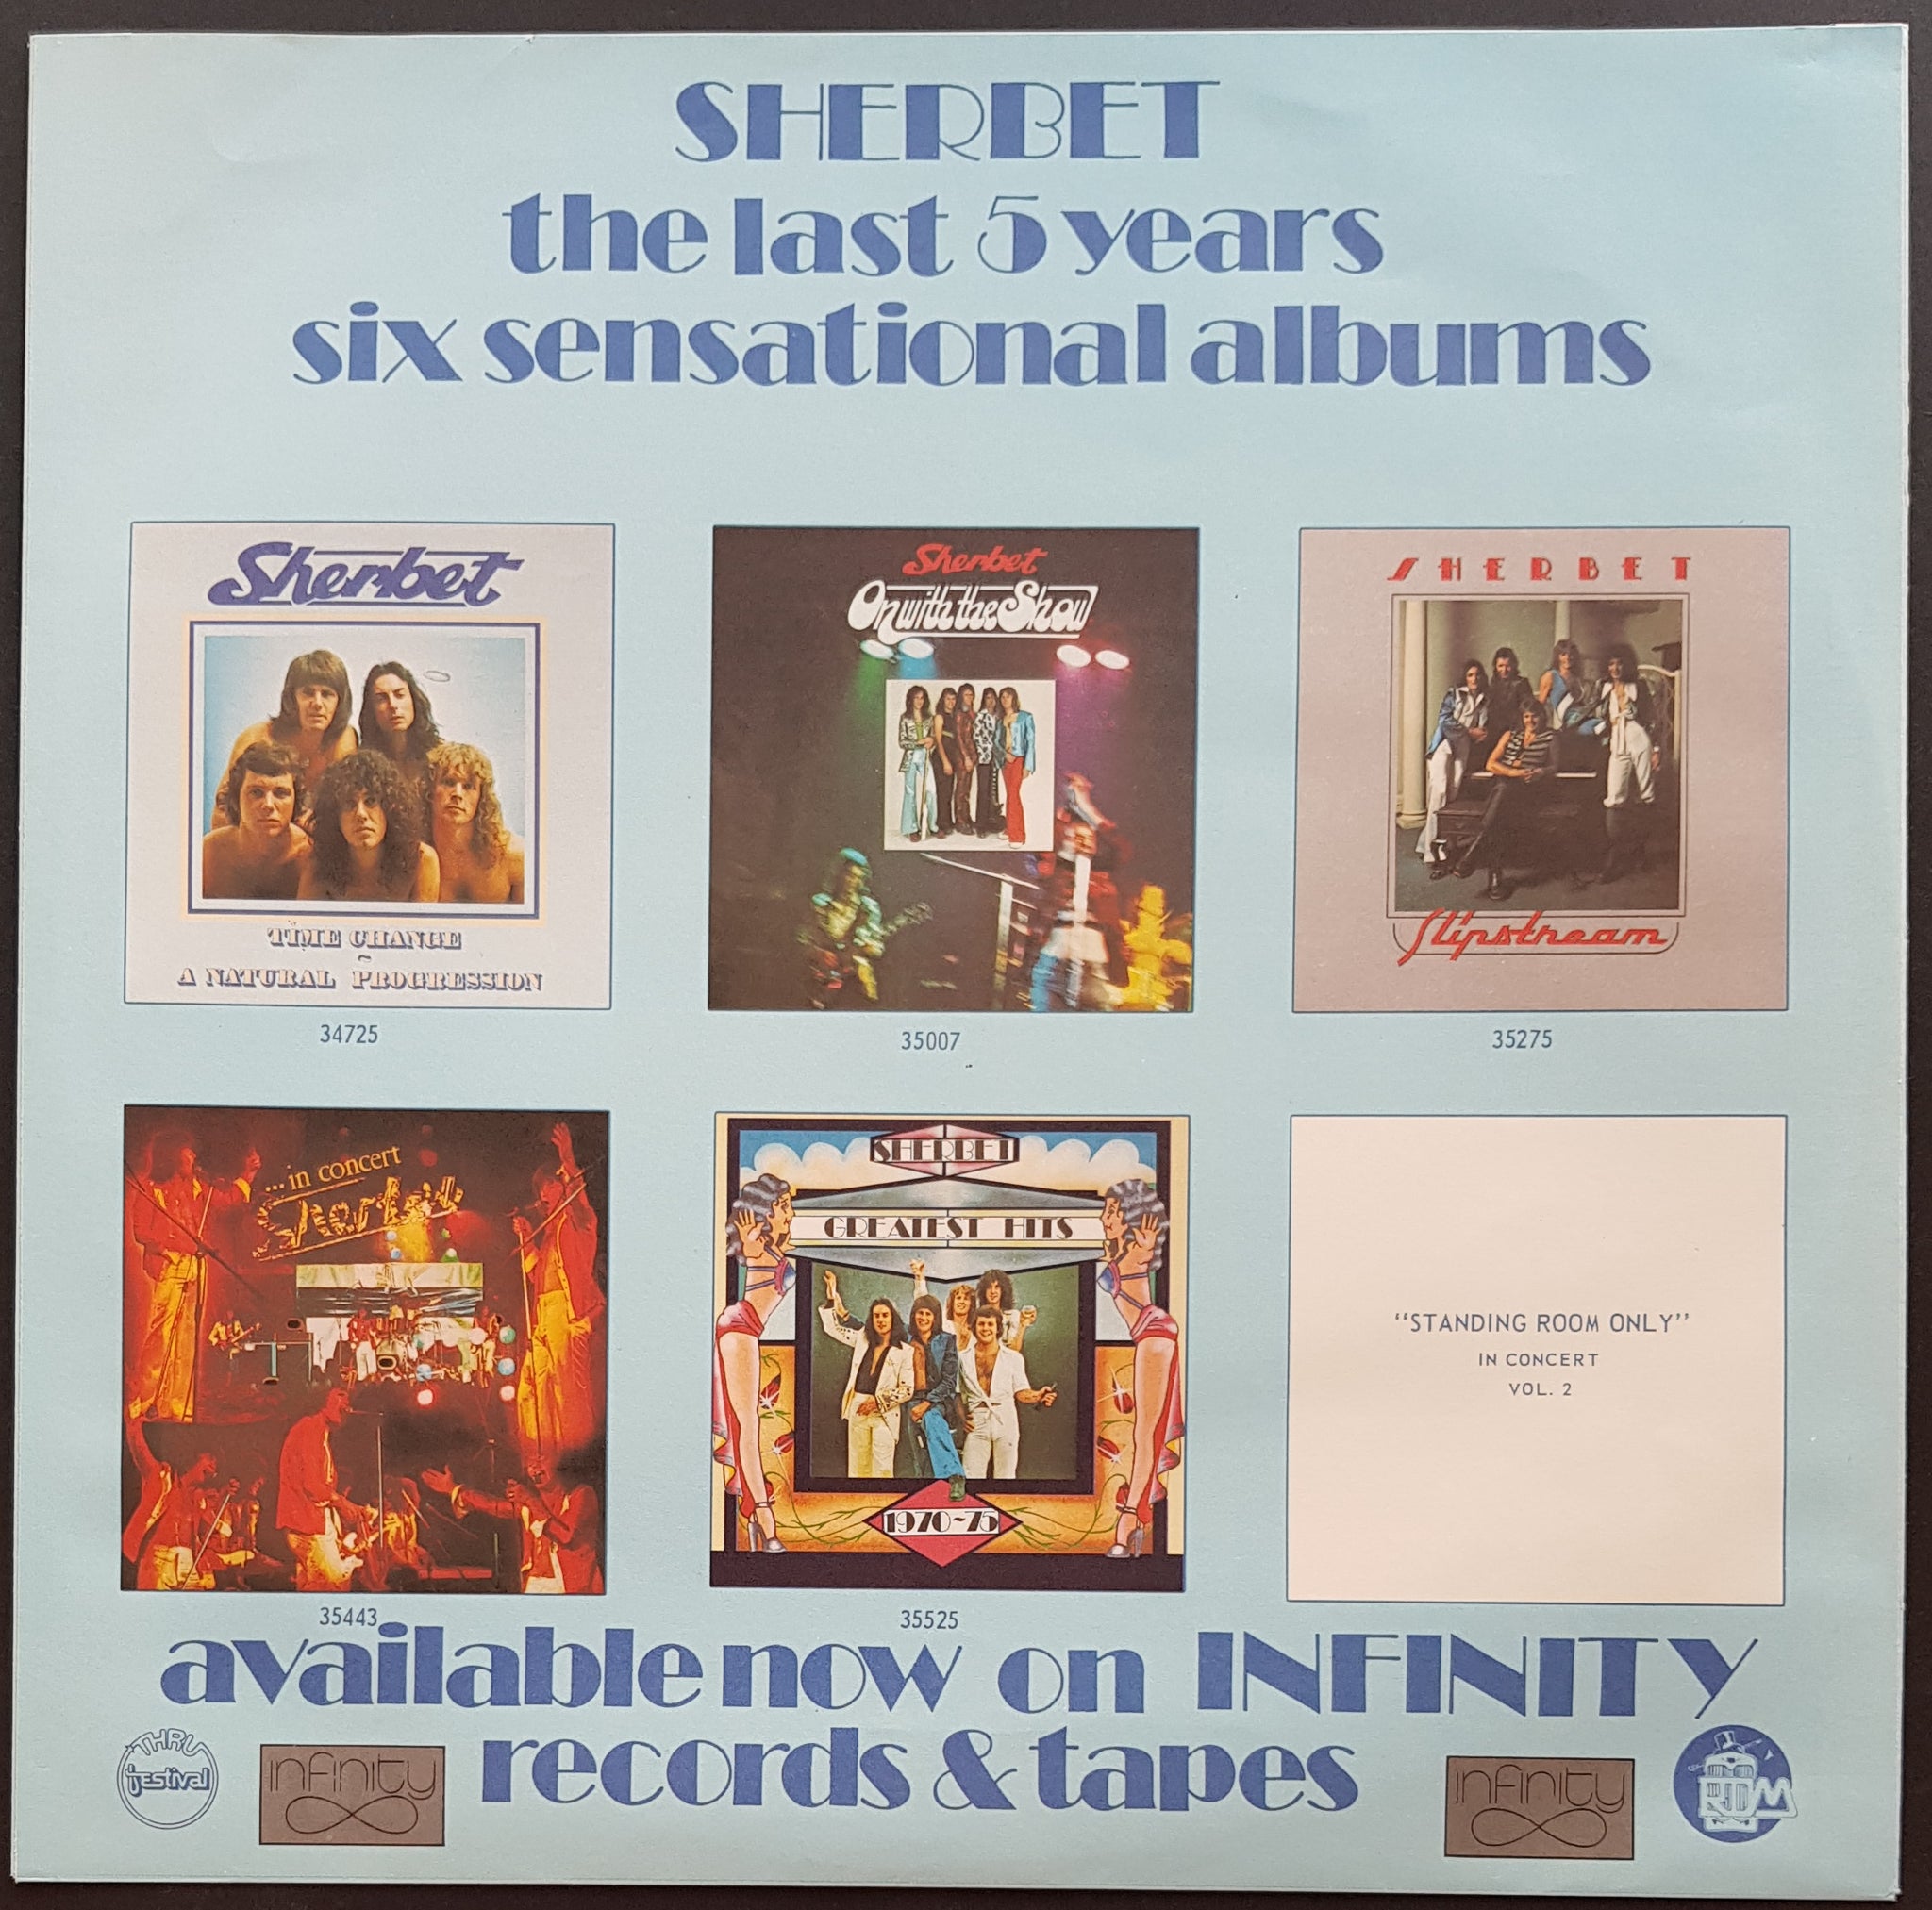 SHERBET
the last 5 years
six sensational albums
Sherbet
TIME CHANGE
~
A NATURAL PROGRESSION
34725
Sherbet
On with the Show
35007
SHERBET
Slipstream
35275
...in concert
Sherbet
35443
SHERBET
GREATEST HITS
1970~75
35525
"STANDING ROOM ONLY"
IN CONCERT
VOL. 2
available now on INFINITY
records & tapes
THRU
festival
infinity
infinity
RDM